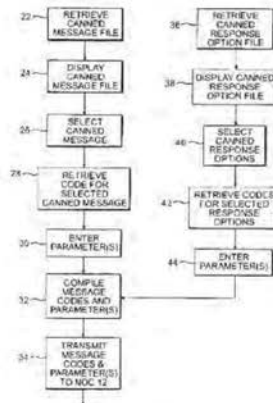 22
RETRIEVE
CANNED
MESSAGE FILE
24
DISPLAY
CANNED
MESSAGE FILE
26
SELECT
CANNED
MESSAGE
28
RETRIEVE
CODE FOR
SELECTED
CANNED MESSAGE
30
ENTER
PARAMETER(S)
32
COMPILE
MESSAGE
CODES AND
PARAMETER(S)
34
TRANSMIT
MESSAGE
CODES &
PARAMETER(S)
TO NOC 12
36
RETRIEVE
CANNED
RESPONSE
OPTION FILE
38
DISPLAY CANNED
RESPONSE
OPTION FILE
40
SELECT
CANNED
RESPONSE
OPTIONS
42
RETRIEVE CODES
FOR SELECTED
RESPONSE
OPTIONS
44
ENTER
PARAMETER(S)